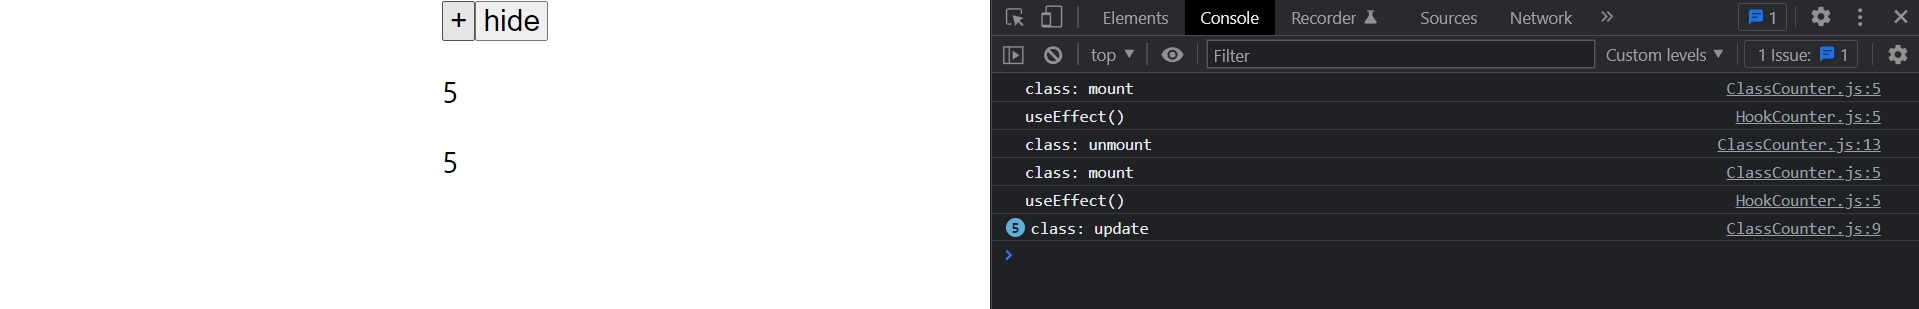 + hide
5
5
Elements Console Recorder Sources Network » 1
top ▼ Filter Custom levels ▼ 1 Issue: 1
class: mount ClassCounter.js:5
useEffect() HookCounter.js:5
class: unmount ClassCounter.js:13
class: mount ClassCounter.js:5
useEffect() HookCounter.js:5
5 class: update ClassCounter.js:9